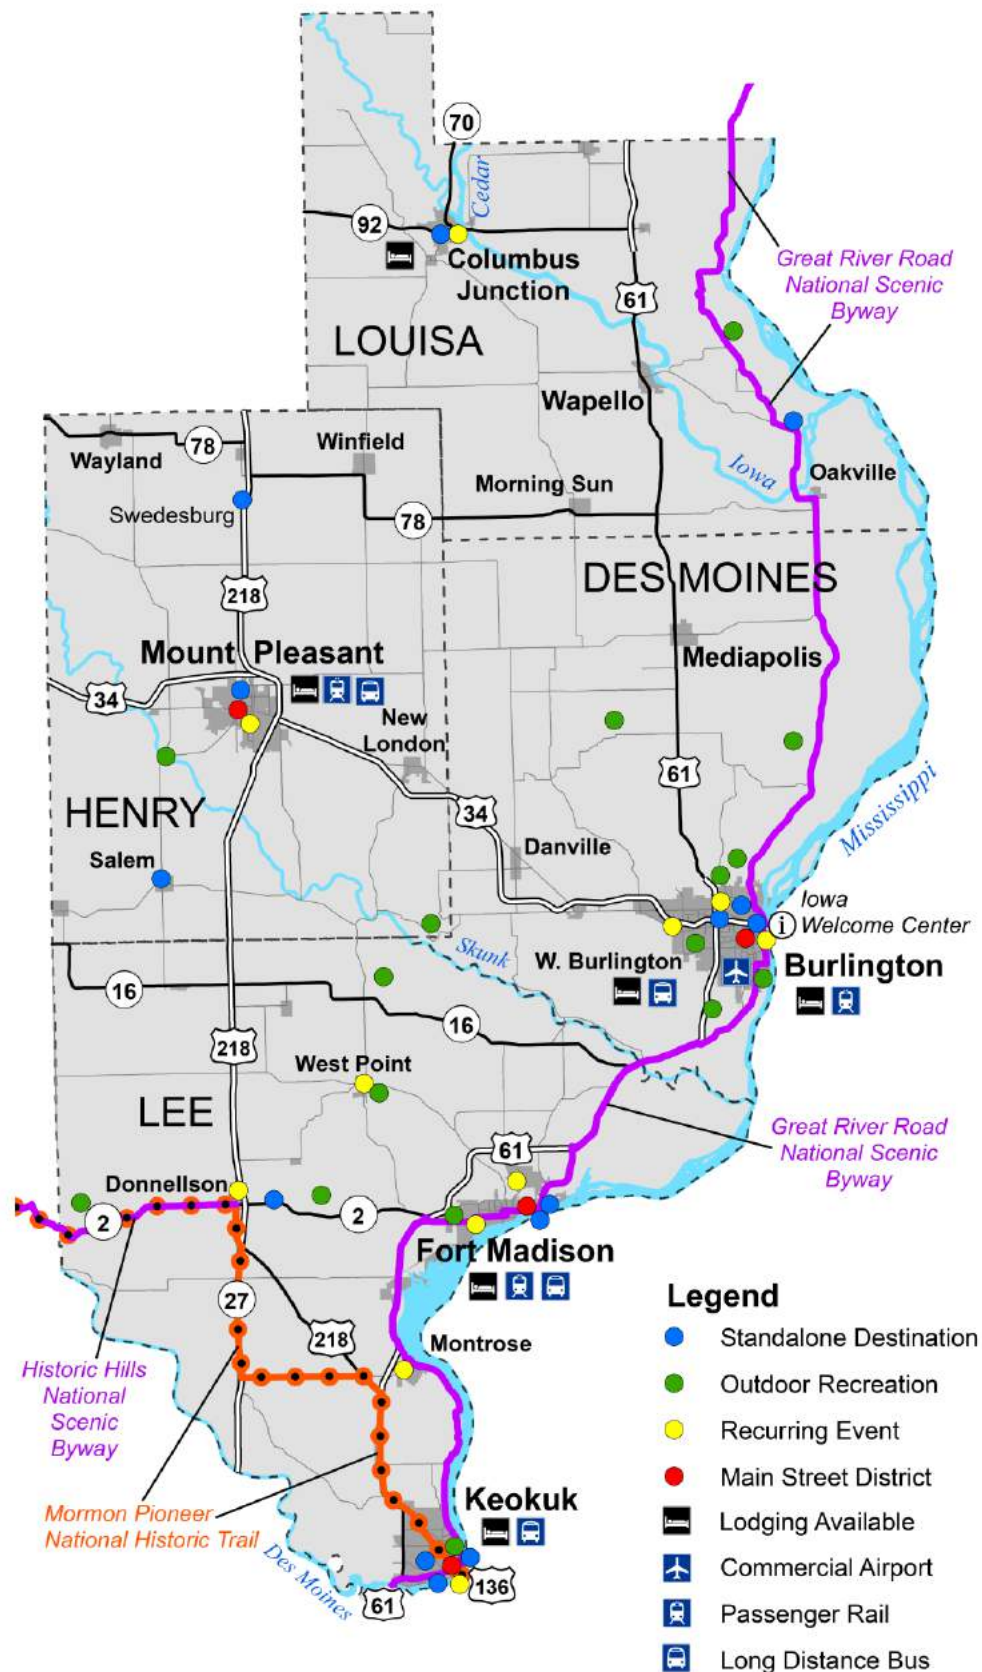 70
Cedar
92
Columbus
Junction
Great River Road
National Scenic
Byway
61
LOUISA
Wapello
78
Wayland
Winfield
Iowa
Oakville
Morning Sun
Swedesburg
78
DES MOINES
218
Mount Pleasant
Mediapolis
34
New
London
61
Mississippi
HENRY
34
Salem
Danville
Iowa
Welcome Center
i
Skunk
W. Burlington
Burlington
16
16
218
West Point
LEE
Great River Road
National Scenic
Byway
61
Donnellson
2
2
Fort Madison
27
218
Montrose
Historic Hills
National
Scenic
Byway
Keokuk
Mormon Pioneer
National Historic Trail
Des Moines
61
136
Legend
Standalone Destination
Outdoor Recreation
Recurring Event
Main Street District
Lodging Available
Commercial Airport
Passenger Rail
Long Distance Bus